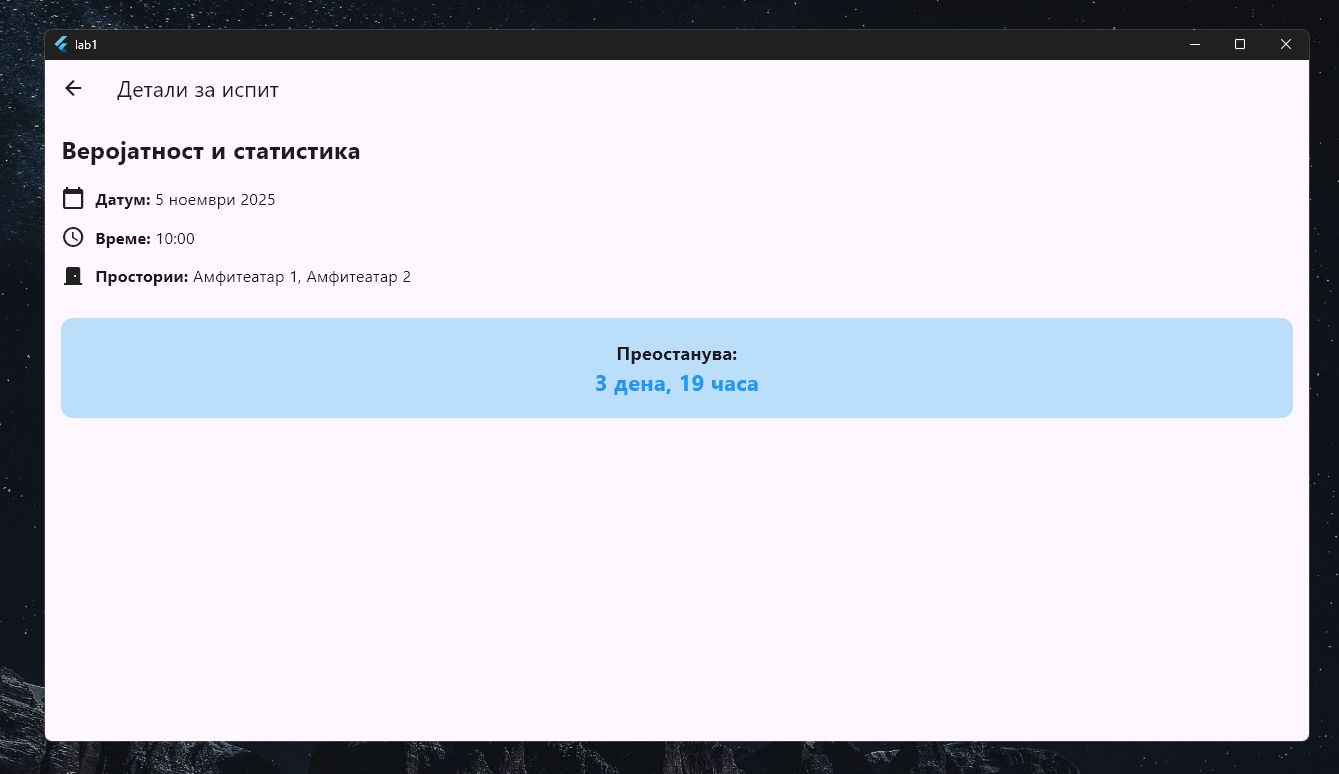 lab1
Детали за испит
Веројатност и статистика
Датум: 5 ноември 2025
Време: 10:00
Простории: Амфитеатар 1, Амфитеатар 2
Преостанува:
3 дена, 19 часа